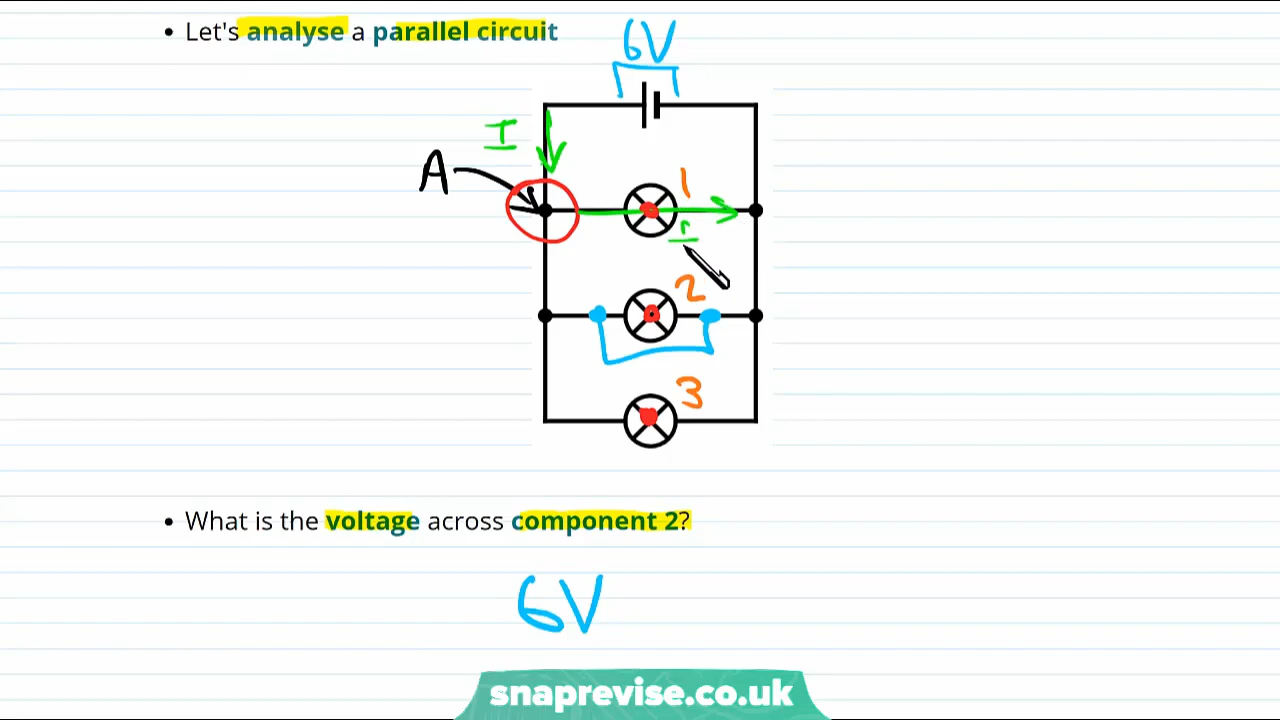 • Let's analyse a parallel circuit
6V
I
A
1
2
3
• What is the voltage across component 2?
6V
snaprevise.co.uk